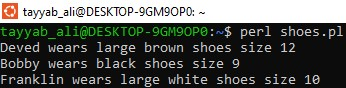 tayyab_ali@DESKTOP-9GM9OP0: ~
tayyab_ali@DESKTOP-9GM9OP0:~$ perl shoes.pl
Deved wears large brown shoes size 12
Bobby wears black shoes size 9
Franklin wears large white shoes size 10